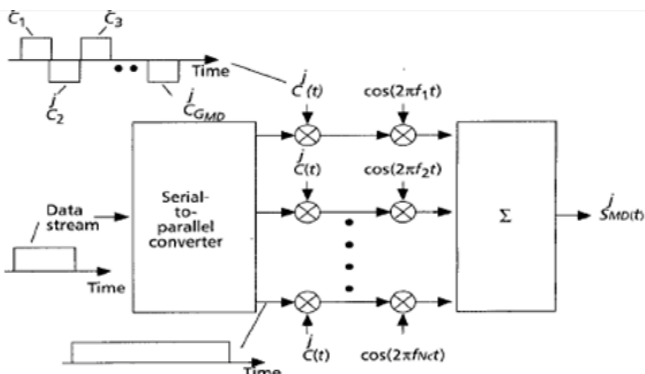 C1 C3
Time
j
C2
j
CGMD
j
C(t)
cos(2πf1t)
j
C(t)
cos(2πf2t)
Data
stream
Time
Serial-
to-
parallel
converter
Σ
j
SMD(t)
j
C(t)
cos(2πfNct)
Time